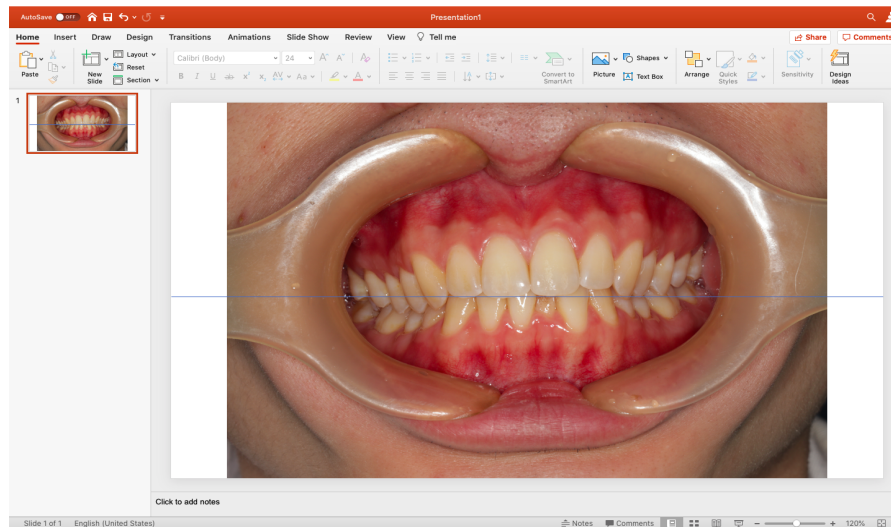 AutoSave OFF Presentation1
Home Insert Draw Design Transitions Animations Slide Show Review View Tell me Share Comments
Paste New Slide Layout Reset Section Calibri (Body) 24 Convert to SmartArt Picture Shapes Text Box Arrange Quick Styles Sensitivity Design Ideas
1
Click to add notes
Slide 1 of 1 English (United States) Notes Comments 120%